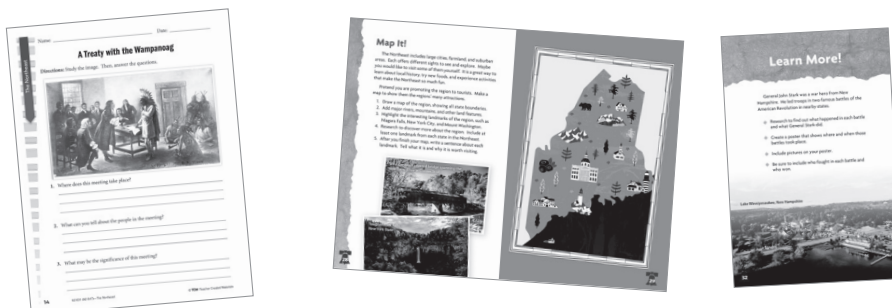 Name:
Date:
The Northeast
A Treaty with the Wampanoag
Directions: Study the image. Then, answer the questions.
1. Where does this meeting take place?
2. What can you tell about the people in the meeting?
3. What may be the significance of this meeting?
14
Map It!
The Northeast includes large cities, farmland, and suburban
areas. Each offers different sights to see and explore. Maybe
you would like to visit some of them yourself. It is a great way to
learn about local history, try new foods, and experience activities
that make the Northeast so much fun.
Pretend you are promoting the region to tourists. Make a
map to show them the regions' many attractions.
1. Draw a map of the region, showing all state boundaries.
2. Add major rivers, mountains, and other land features.
3. Highlight the interesting landmarks of the region, such as
Niagara Falls, New York City, and Mount Washington.
4. Research to discover more about the region. Include at
least one landmark from each state in the Northeast.
5. After you finish your map, write a sentence about each
landmark. Tell what it is and why it is worth visiting.
Learn More!
General John Stark was a war hero from New
Hampshire. He led troops in two famous battles of the
American Revolution in nearby states.
Research to find out what happened in each battle
and what General Stark did.
Create a poster that shows where and when those
battles took place.
Include pictures on your poster.
Be sure to include who fought in each battle and
who won.
Lake Winnipesaukee, New Hampshire
32